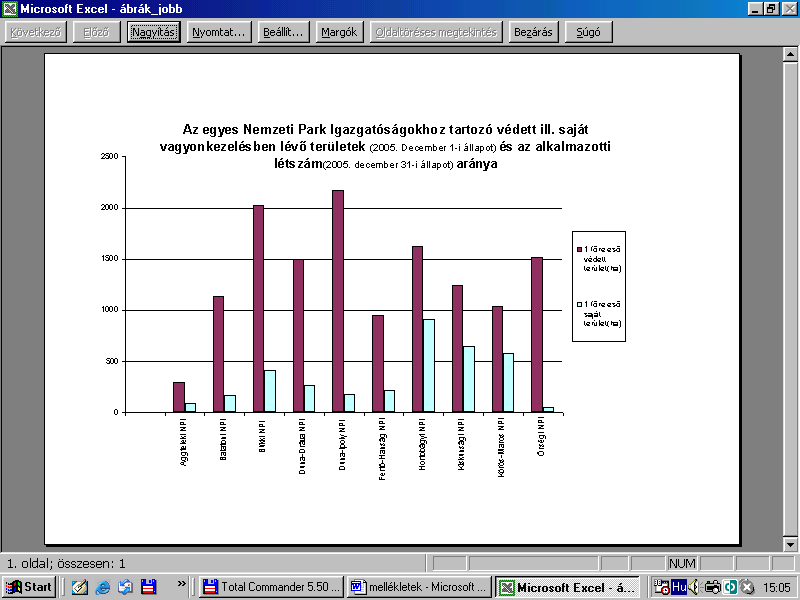 Microsoft Excel - ábrák_jobb
Következő Előző Nagyítás Nyomtat... Beállít... Margók Oldaltöréses megtekintés Bezárás Súgó
Az egyes Nemzeti Park Igazgatóságokhoz tartozó védett ill. saját
vagyonkezelésben lévő területek (2005. December 1-i állapot) és az alkalmazotti
létszám(2005. december 31-i állapot) aránya
2500
2000
1500
1000
500
0
1 főre eső
védett
terület(ha)
1 főre eső
saját
terület(ha)
Aggteleki NPI
Balatoni NPI
Bükki NPI
Duna-Dráva NPI
Duna-Ipoly NPI
Fertő-Hanság NPI
Hortobágyi NPI
Kiskunsági NPI
Körös-Maros NPI
Őrségi NPI
1. oldal; összesen: 1
NUM
Start
»
Total Commander 5.50 ...
mellékletek - Microsoft ...
Microsoft Excel - á...
Hu
15:05